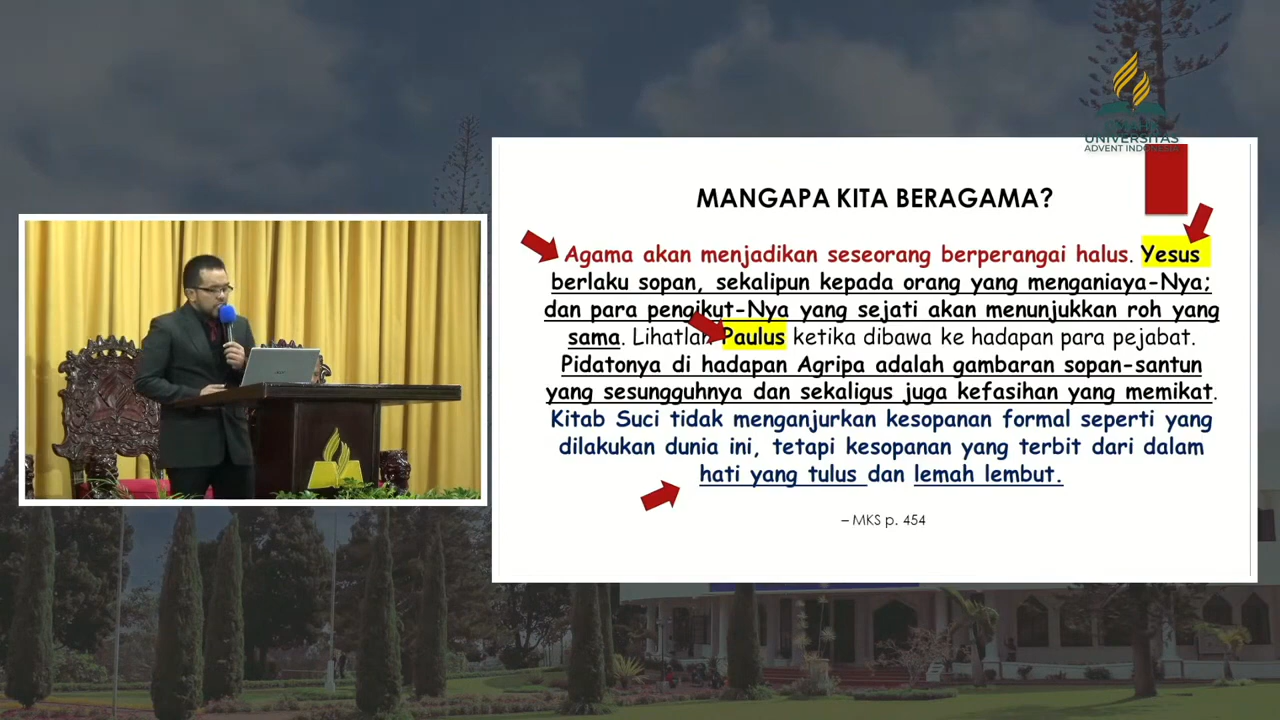 UNIVERSITAS
ADVENT INDONESIA
MANGAPA KITA BERAGAMA?
Agama akan menjadikan seseorang berperangai halus. Yesus
berlaku sopan, sekalipun kepada orang yang menganiaya-Nya;
dan para pengikut-Nya yang sejati akan menunjukkan roh yang
sama. Lihatlah Paulus ketika dibawa ke hadapan para pejabat.
Pidatonya di hadapan Agripa adalah gambaran sopan-santun
yang sesungguhnya dan sekaligus juga kefasihan yang memikat.
Kitab Suci tidak menganjurkan kesopanan formal seperti yang
dilakukan dunia ini, tetapi kesopanan yang terbit dari dalam
hati yang tulus dan lemah lembut.
– MKS p. 454